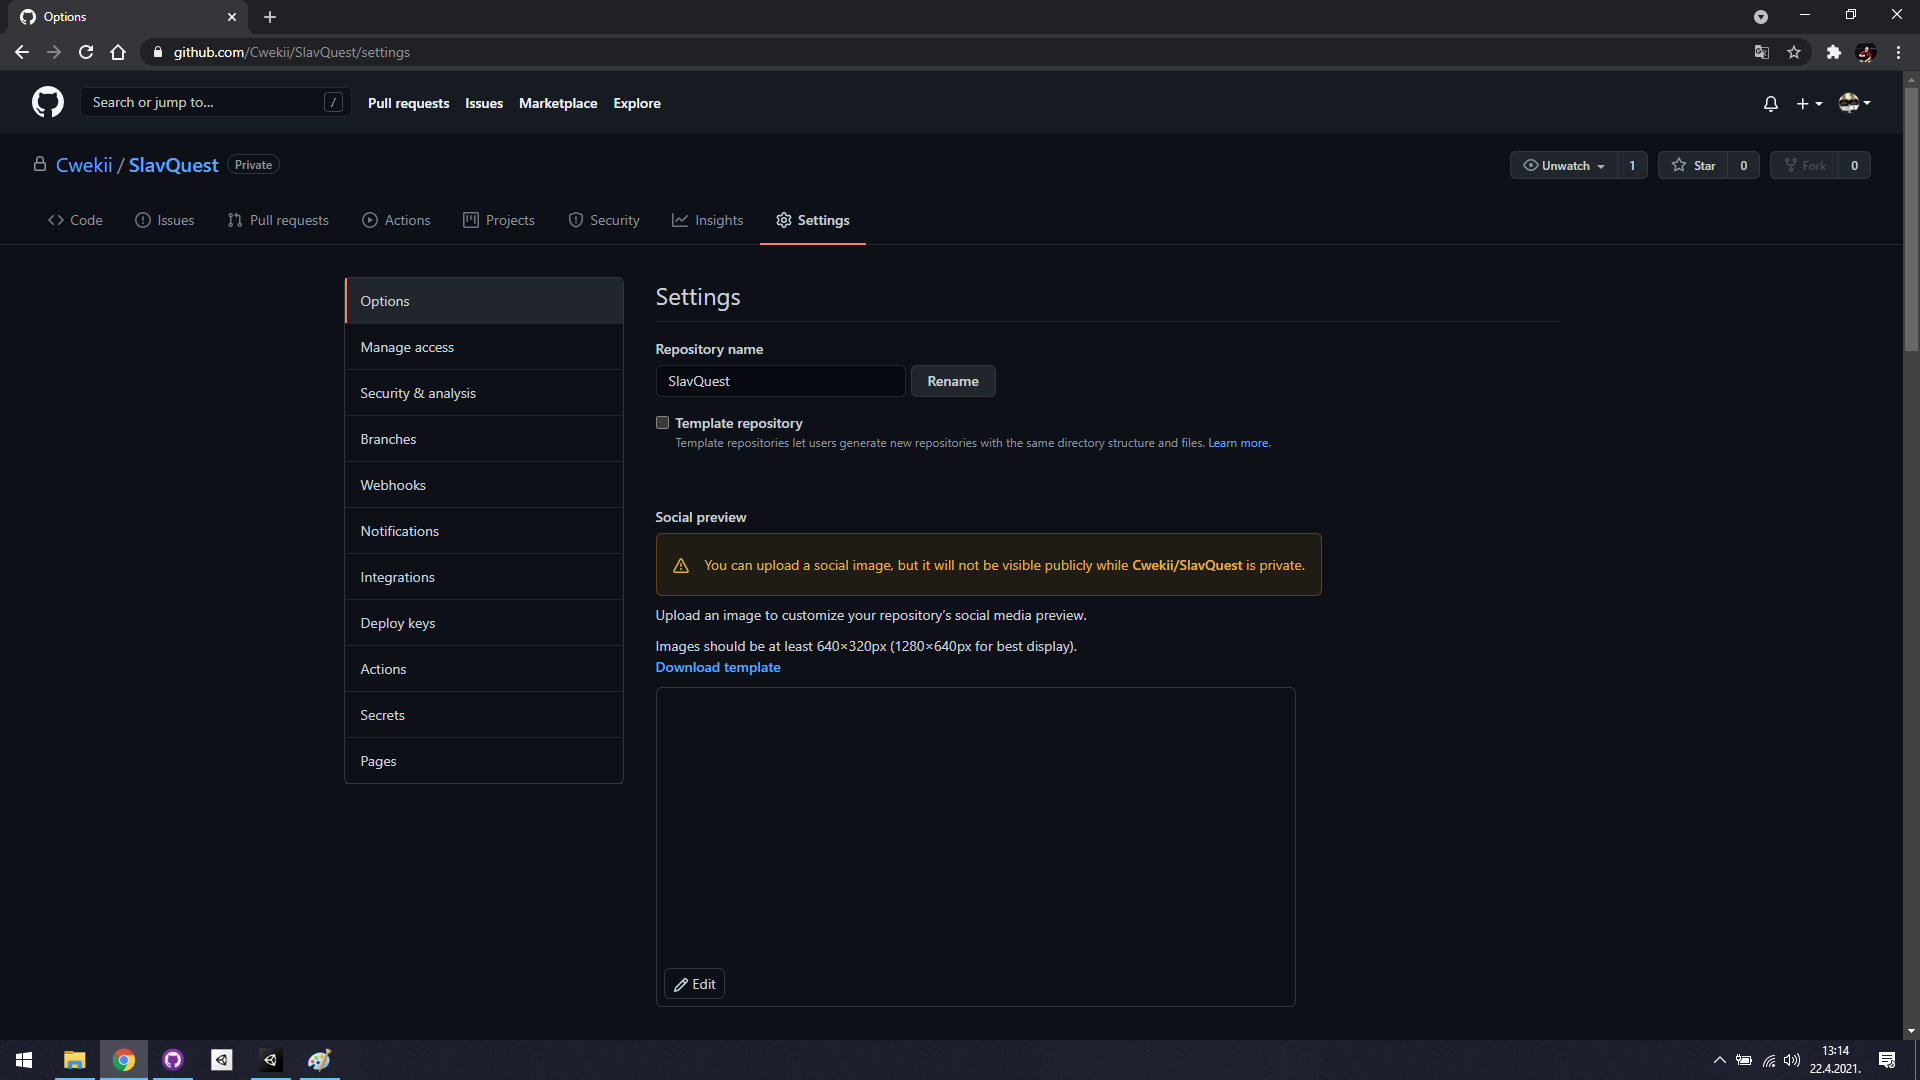 Options
github.com/Cwekii/SlavQuest/settings
Search or jump to... /
Pull requests Issues Marketplace Explore
Cwekii / SlavQuest Private
Unwatch 1 Star 0 Fork 0
Code Issues Pull requests Actions Projects Security Insights Settings
Options
Manage access
Security & analysis
Branches
Webhooks
Notifications
Integrations
Deploy keys
Actions
Secrets
Pages
Settings
Repository name
SlavQuest Rename
Template repository
Template repositories let users generate new repositories with the same directory structure and files. Learn more.
Social preview
You can upload a social image, but it will not be visible publicly while Cwekii/SlavQuest is private.
Upload an image to customize your repository’s social media preview.
Images should be at least 640×320px (1280×640px for best display).
Download template
Edit
13:14
22.4.2021.